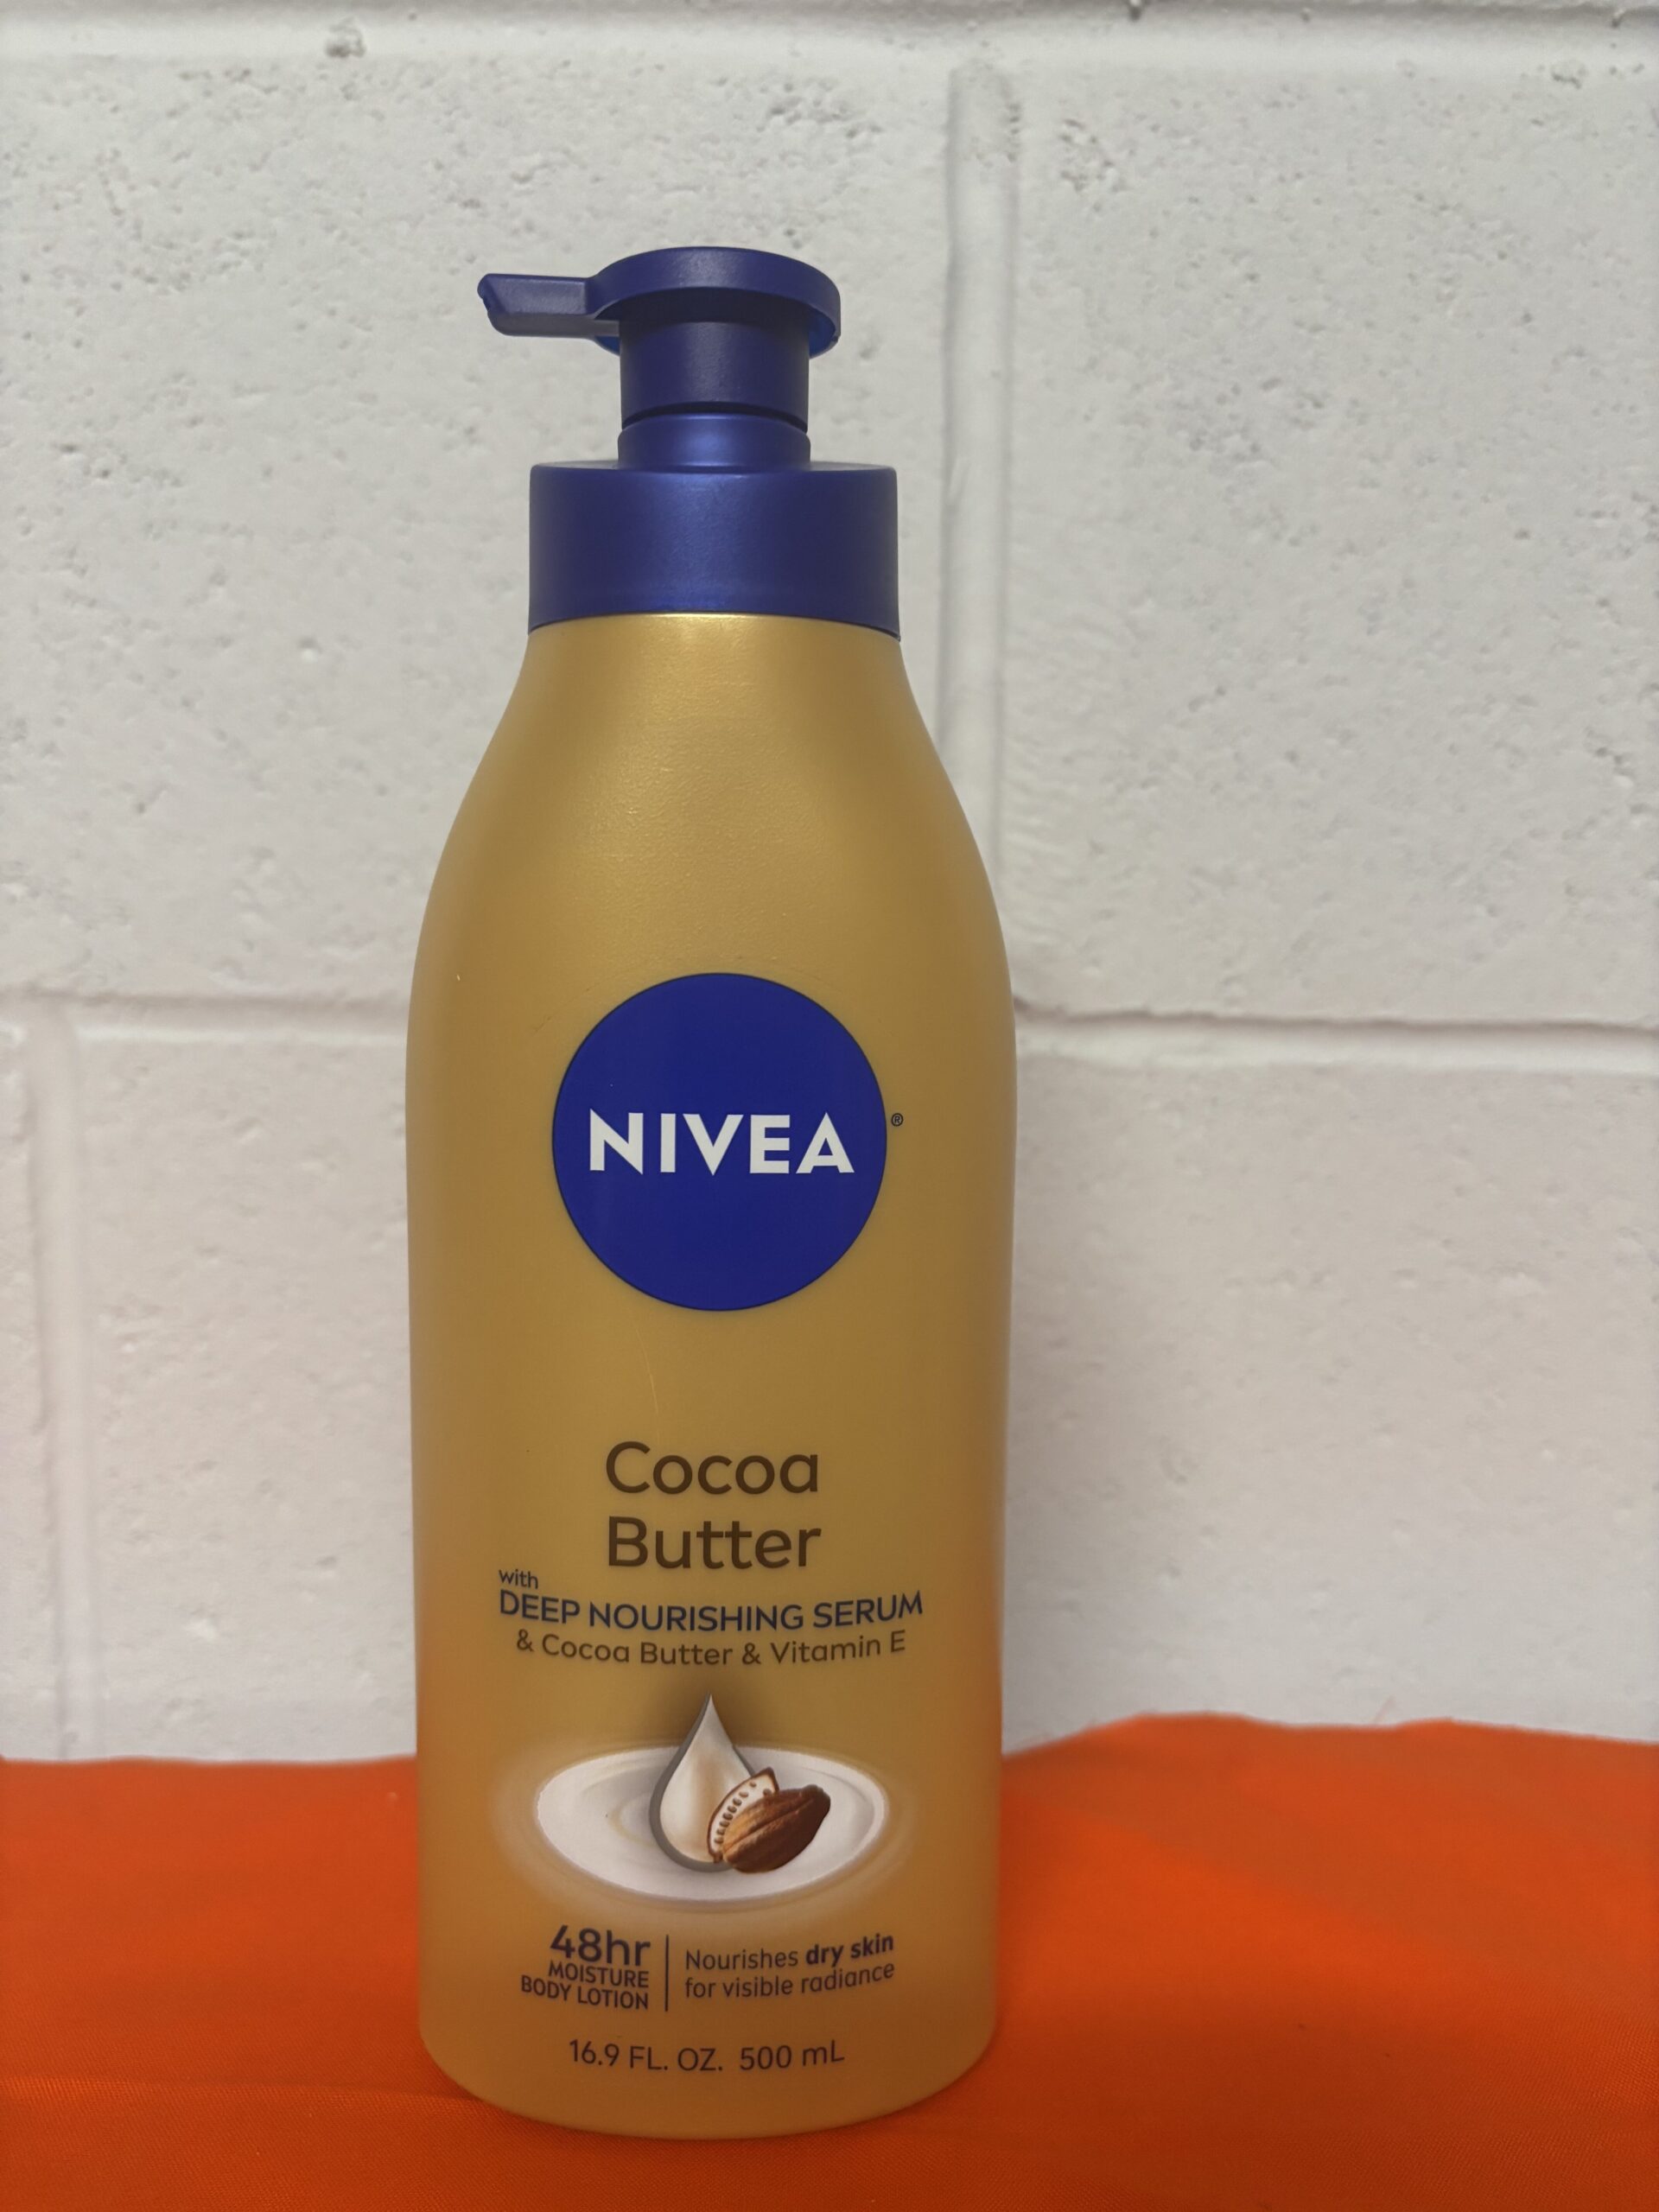 NIVEA®
Cocoa
Butter
with
DEEP NOURISHING SERUM
& Cocoa Butter & Vitamin E
48hr
MOISTURE
BODY LOTION
Nourishes dry skin
for visible radiance
16.9 FL. OZ. 500 mL